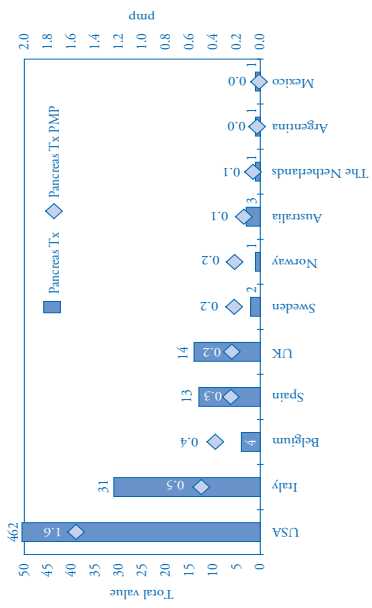 pmp
2.0 1.8 1.6 1.4 1.2 1.0 0.8 0.6 0.4 0.2 0.0
Pancreas Tx
Pancreas Tx PMP
462 31 4 13 14 2 1 3 1 1 1
1.6 0.5 0.4 0.3 0.2 0.2 0.2 0.1 0.1 0.0 0.0
USA
Italy
Belgium
Spain
UK
Sweden
Norway
Australia
The Netherlands
Argentina
Mexico
50 45 40 35 30 25 20 15 10 5 0
Total value